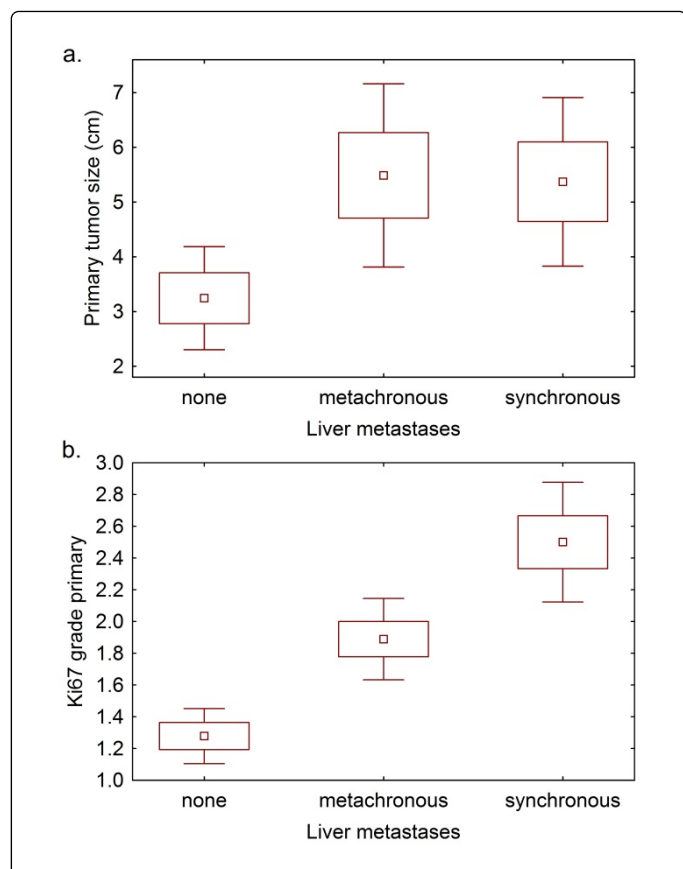 a.
Primary tumor size (cm)
7
6
5
4
3
2
none metachronous synchronous
Liver metastases
b.
Ki67 grade primary
3.0
2.8
2.6
2.4
2.2
2.0
1.8
1.6
1.4
1.2
1.0
none metachronous synchronous
Liver metastases